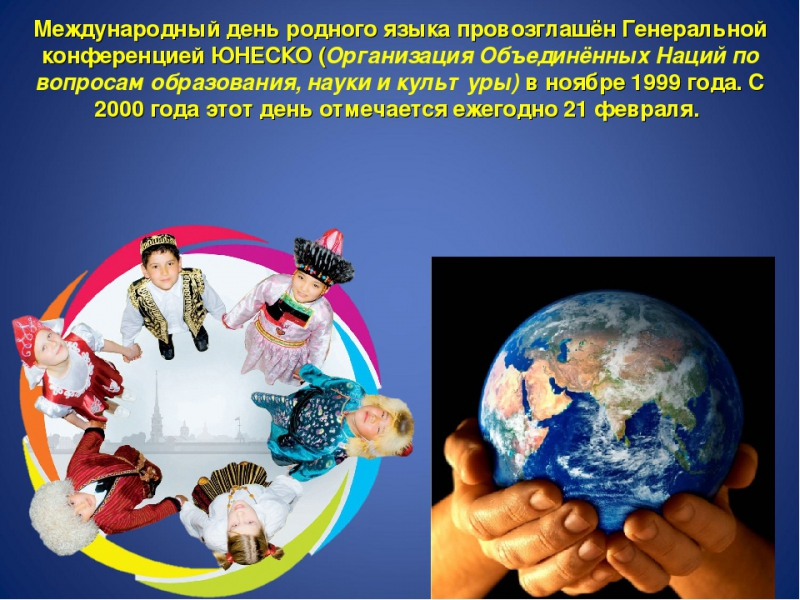 Международный день родного языка провозглашён Генеральной
конференцией ЮНЕСКО (Организация Объединённых Наций по
вопросам образования, науки и культ уры) в ноябре 1999 года. С
2000 года этот день отмечается ежегодно 21 февраля.